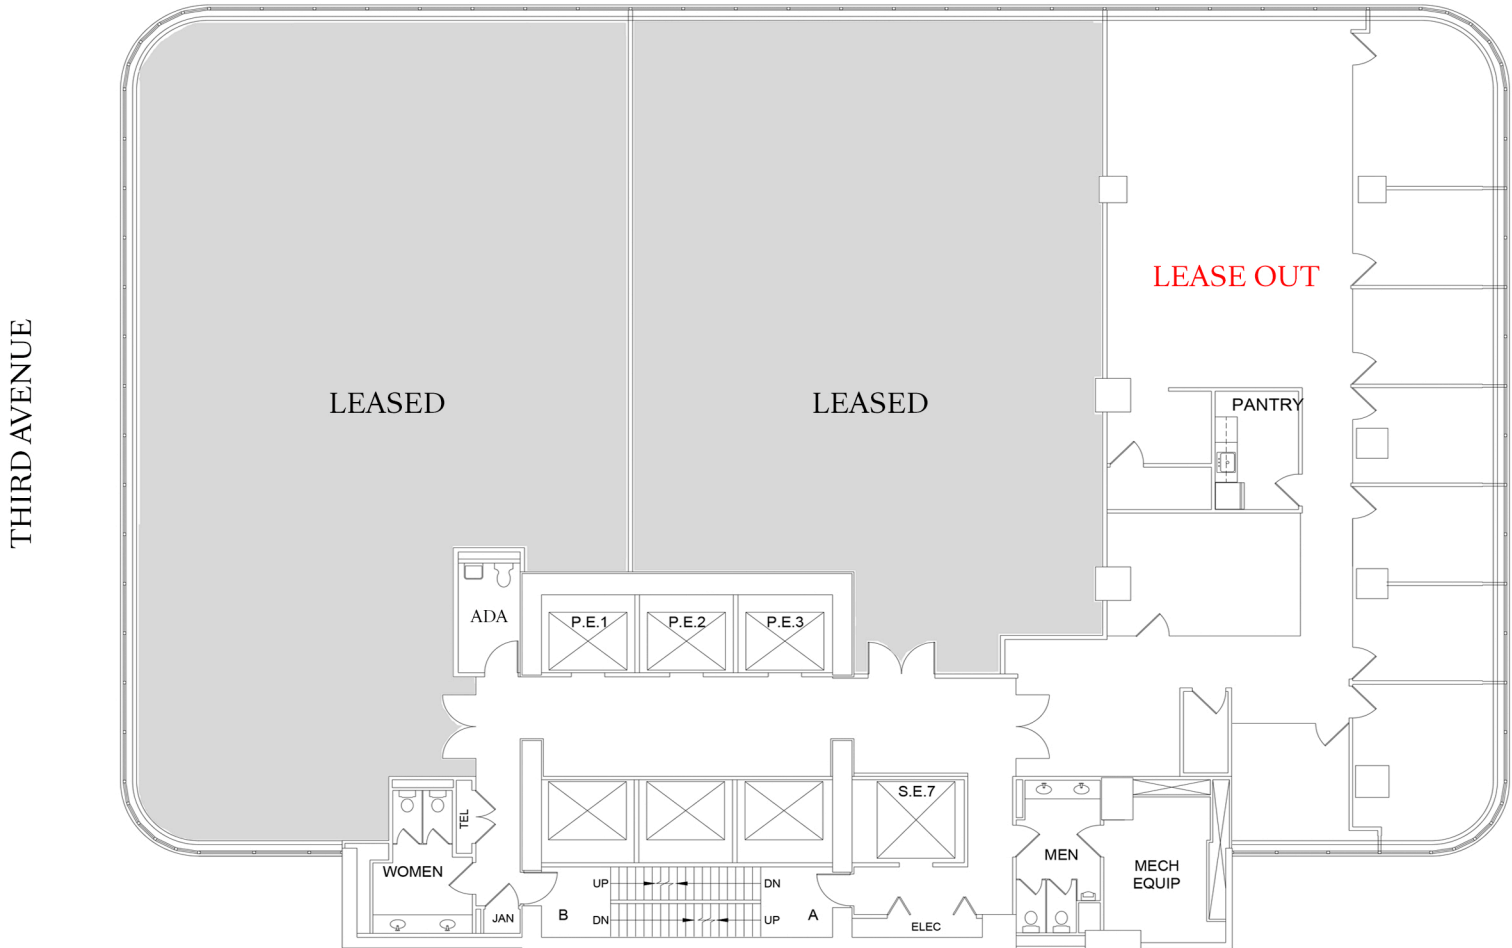 THIRD AVENUE
LEASE OUT
LEASED
LEASED
PANTRY
ADA
P.E.1
P.E.2
P.E.3
S.E.7
TEL
WOMEN
MEN
MECH
EQUIP
UP
DN
B
A
JAN
DN
UP
ELEC